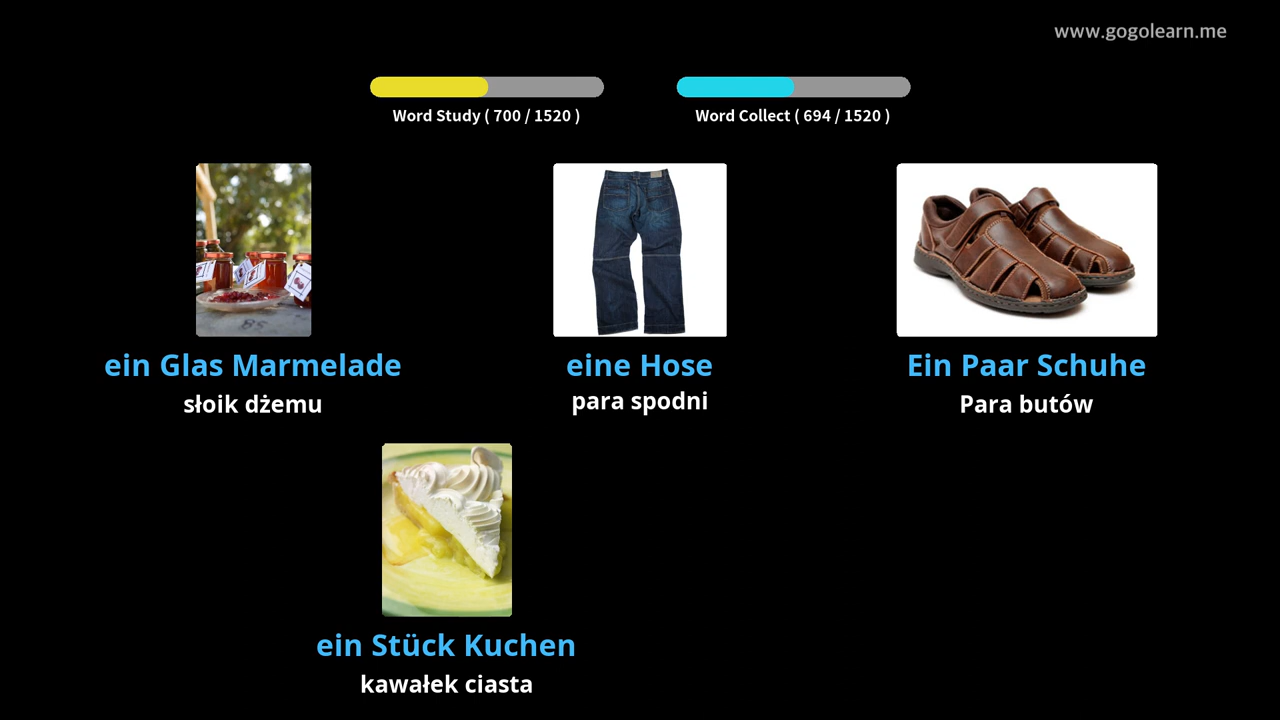 www.gogolearn.me
Word Study ( 700 / 1520 )
Word Collect ( 694 / 1520 )
ein Glas Marmelade
słoik dżemu
eine Hose
para spodni
Ein Paar Schuhe
Para butów
ein Stück Kuchen
kawałek ciasta